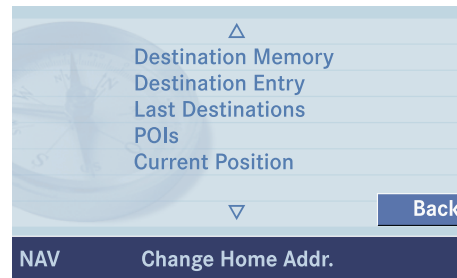 Destination Memory
Destination Entry
Last Destinations
POIs
Current Position
Back
NAV Change Home Addr.